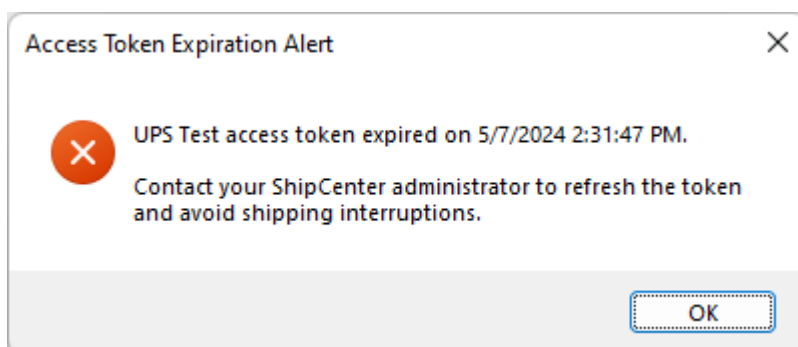 Access Token Expiration Alert
UPS Test access token expired on 5/7/2024 2:31:47 PM.
Contact your ShipCenter administrator to refresh the token
and avoid shipping interruptions.
OK